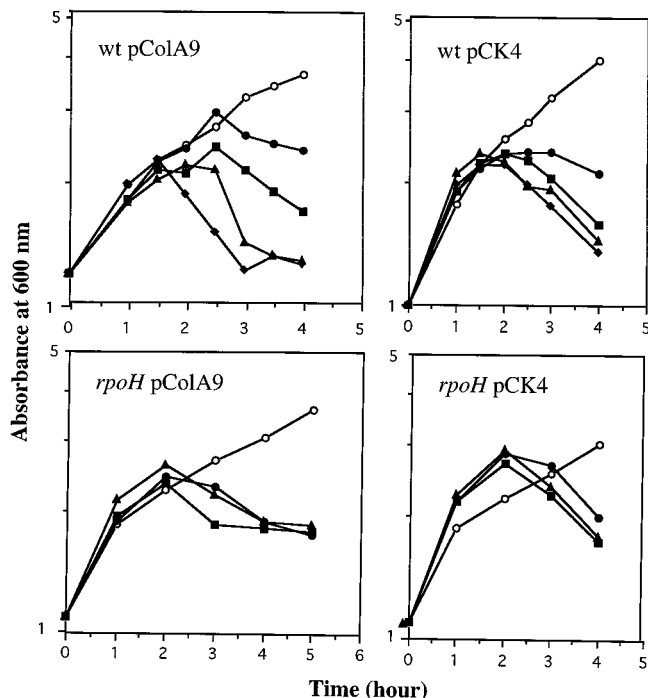 Absorbance at 600 nm
5
wt pColA9
1
0 1 2 3 4 5
5
wt pCK4
1
0 1 2 3 4 5
5
rpoH pColA9
1
0 1 2 3 4 5 6
5
rpoH pCK4
1
0 1 2 3 4 5
Time (hour)